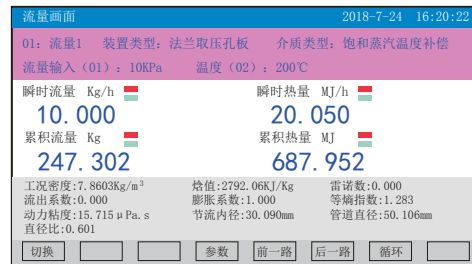 流量画面 2018-7-24 16:20:22
01: 流量1 装置类型: 法兰取压孔板 介质类型: 饱和蒸汽温度补偿
流量输入（01）: 10KPa 温度（02）: 200℃
瞬时流量 Kg/h 瞬时热量 MJ/h
10.000 20.050
累积流量 Kg 累积热量 MJ
247.302 687.952
工况密度:7.8603Kg/m³ 焓值:2792.06KJ/Kg 雷诺数:0.000
流出系数:0.000 膨胀系数:1.000 等熵指数:1.283
动力粘度:15.715μPa.s 节流内径:30.090mm 管道直径:50.106mm
直径比:0.601
切换 参数 前一路 后一路 循环